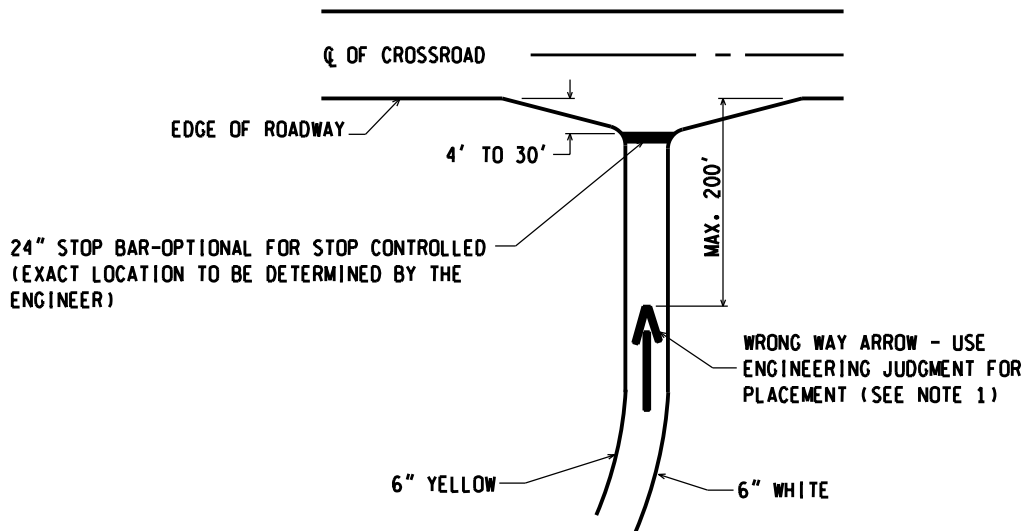 ℄ OF CROSSROAD
EDGE OF ROADWAY
4' TO 30'
MAX. 200'
24" STOP BAR-OPTIONAL FOR STOP CONTROLLED
(EXACT LOCATION TO BE DETERMINED BY THE
ENGINEER)
WRONG WAY ARROW - USE
ENGINEERING JUDGMENT FOR
PLACEMENT (SEE NOTE 1)
6" YELLOW
6" WHITE